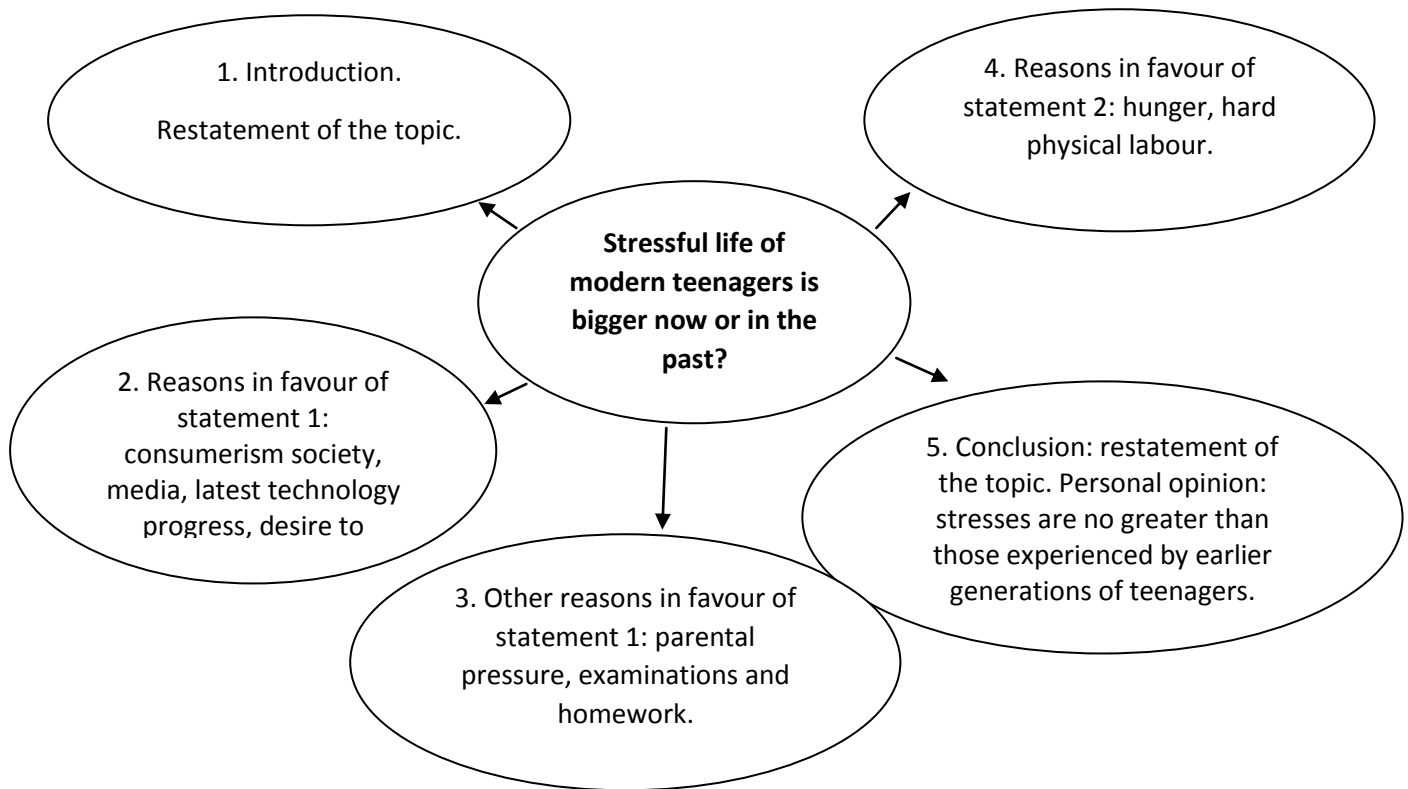 1. Introduction.
Restatement of the topic.
4. Reasons in favour of
statement 2: hunger, hard
physical labour.
Stressful life of
modern teenagers is
bigger now or in the
past?
2. Reasons in favour of
statement 1:
consumerism society,
media, latest technology
progress, desire to
5. Conclusion: restatement of
the topic. Personal opinion:
stresses are no greater than
those experienced by earlier
generations of teenagers.
3. Other reasons in favour of
statement 1: parental
pressure, examinations and
homework.